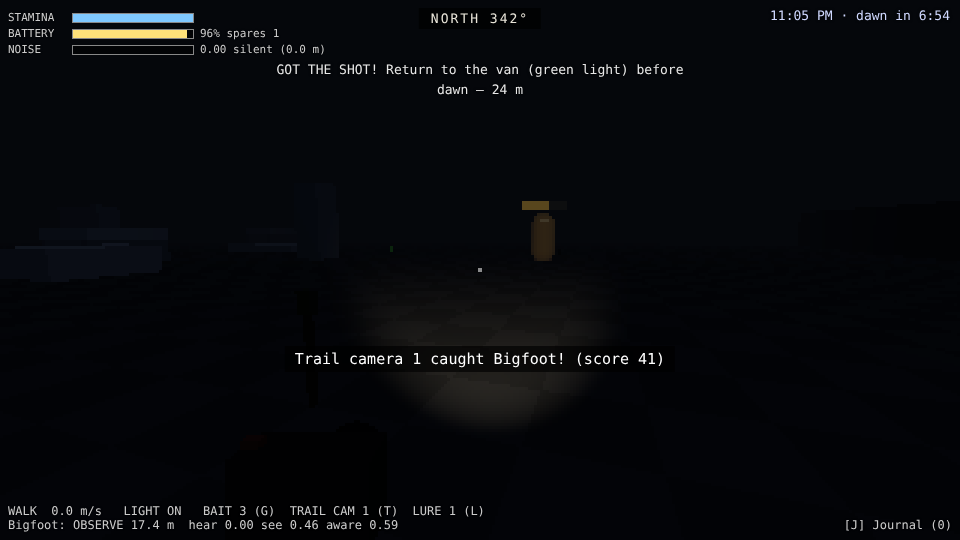 STAMINA
NORTH 342°
11:05 PM · dawn in 6:54
BATTERY 96% spares 1
NOISE 0.00 silent (0.0 m)
GOT THE SHOT! Return to the van (green light) before
dawn — 24 m
Trail camera 1 caught Bigfoot! (score 41)
WALK 0.0 m/s LIGHT ON BAIT 3 (G) TRAIL CAM 1 (T) LURE 1 (L)
Bigfoot: OBSERVE 17.4 m hear 0.00 see 0.46 aware 0.59
[J] Journal (0)